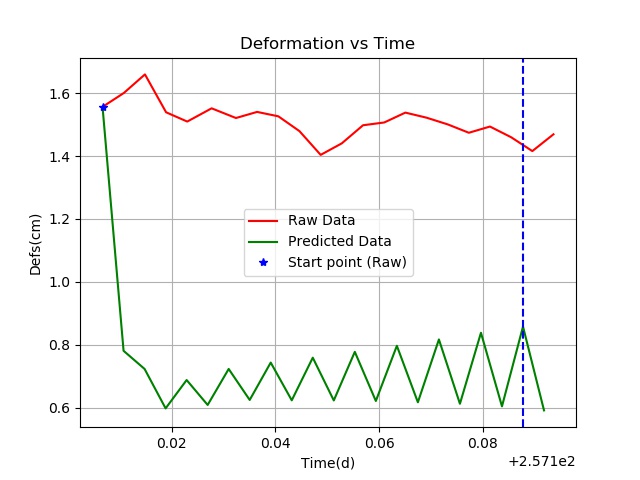 Deformation vs Time
Defs(cm)
1.6
1.4
1.2
1.0
0.8
0.6
Raw Data
Predicted Data
Start point (Raw)
0.02 0.04 0.06 0.08
Time(d)
+2.571e2